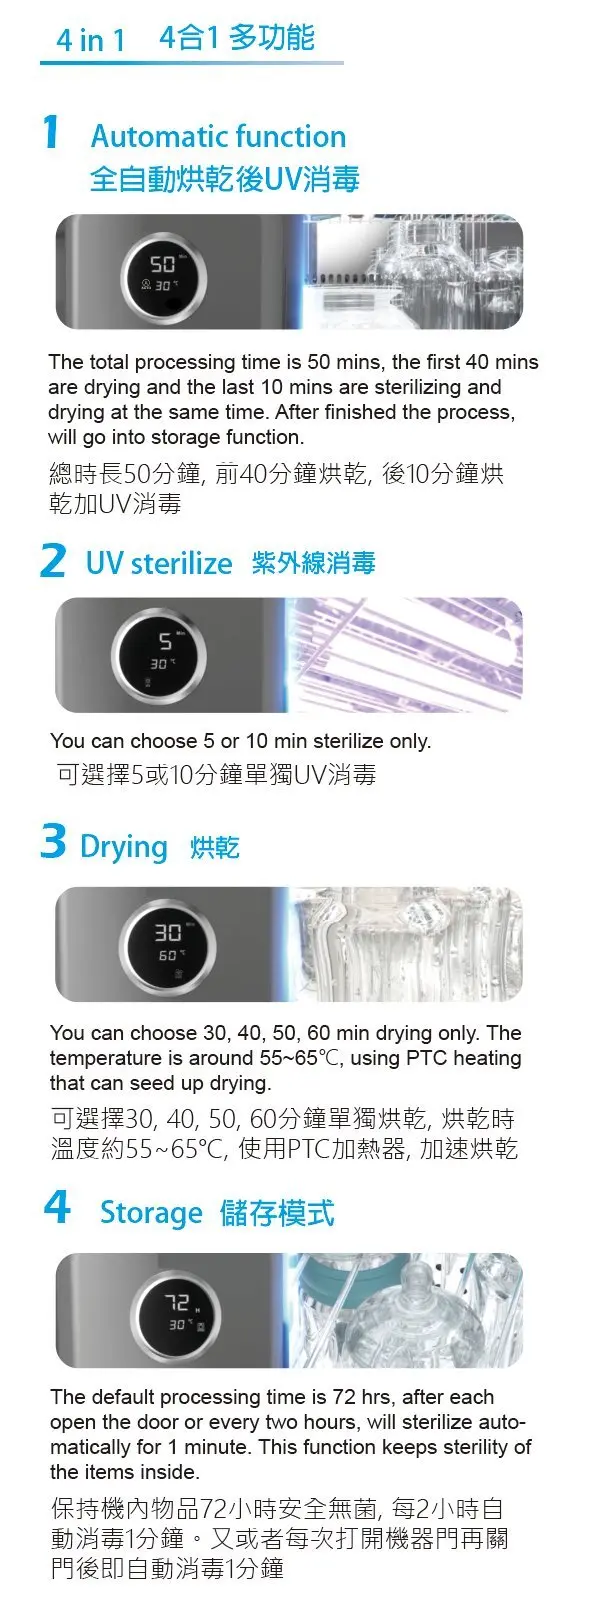 4 in 1 4合1 多功能
1 Automatic function
全自動烘乾後UV消毒
50 Min
30 ℃
The total processing time is 50 mins, the first 40 mins
are drying and the last 10 mins are sterilizing and
drying at the same time. After finished the process,
will go into storage function.
總時長50分鐘, 前40分鐘烘乾, 後10分鐘烘
乾加UV消毒
2 UV sterilize 紫外線消毒
5 Min
30 ℃
You can choose 5 or 10 min sterilize only.
可選擇5或10分鐘單獨UV消毒
3 Drying 烘乾
30 Min
60 ℃
You can choose 30, 40, 50, 60 min drying only. The
temperature is around 55~65℃, using PTC heating
that can seed up drying.
可選擇30, 40, 50, 60分鐘單獨烘乾, 烘乾時
溫度約55~65℃, 使用PTC加熱器, 加速烘乾
4 Storage 儲存模式
72 H
30 ℃
The default processing time is 72 hrs, after each
open the door or every two hours, will sterilize auto-
matically for 1 minute. This function keeps sterility of
the items inside.
保持機內物品72小時安全無菌, 每2小時自
動消毒1分鐘。又或者每次打開機器門再關
門後即自動消毒1分鐘